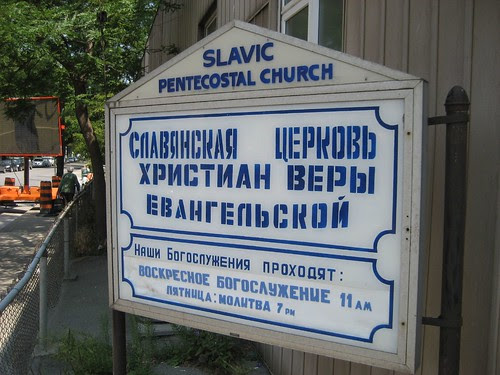 SLAVIC
PENTECOSTAL CHURCH
СЛАВЯНСКАЯ ЦЕРКОВЬ
ХРИСТИАН ВЕРЫ
ЕВАНГЕЛЬСКОЙ
НАШИ БОГОСЛУЖЕНИЯ ПРОХОДЯТ:
ВОСКРЕСНОЕ БОГОСЛУЖЕНИЕ 11 AM
ПЯТНИЦА: МОЛИТВА 7 PM